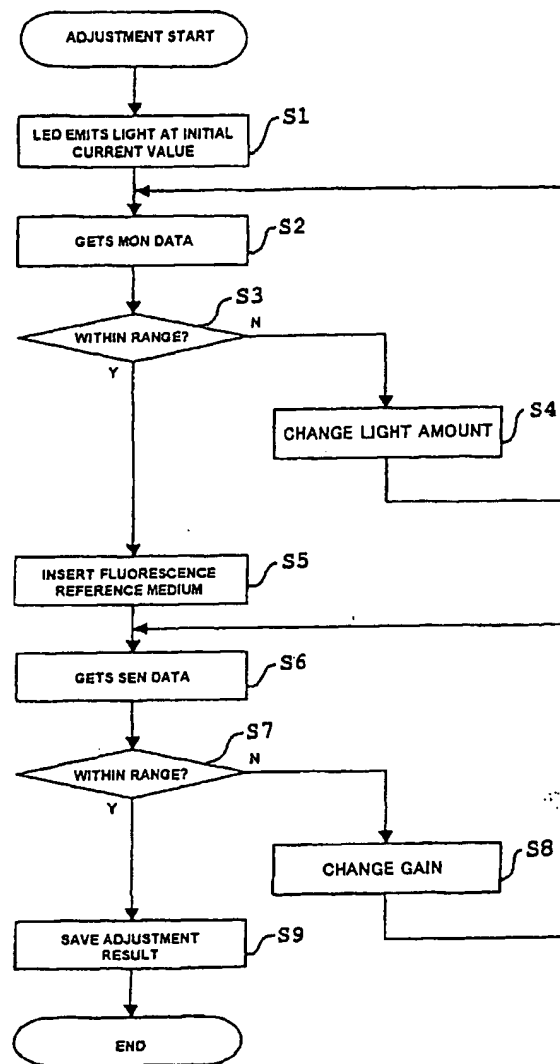 ADJUSTMENT START
LED EMITS LIGHT AT INITIAL
CURRENT VALUE
S1
GETS MON DATA
S2
S3
WITHIN RANGE?
N
Y
CHANGE LIGHT AMOUNT
S4
INSERT FLUORESCENCE
REFERENCE MEDIUM
S5
GETS SEN DATA
S6
S7
WITHIN RANGE?
N
Y
CHANGE GAIN
S8
SAVE ADJUSTMENT
RESULT
S9
END